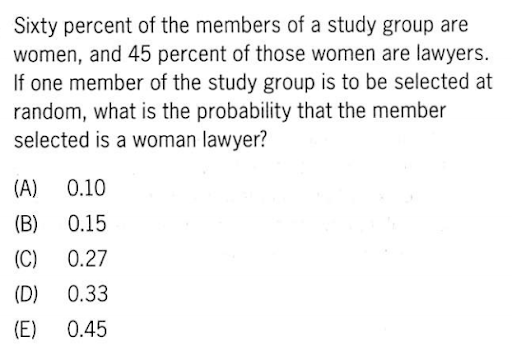 Sixty percent of the members of a study group are
women, and 45 percent of those women are lawyers.
If one member of the study group is to be selected at
random, what is the probability that the member
selected is a woman lawyer?
(A) 0.10
(B) 0.15
(C) 0.27
(D) 0.33
(E) 0.45